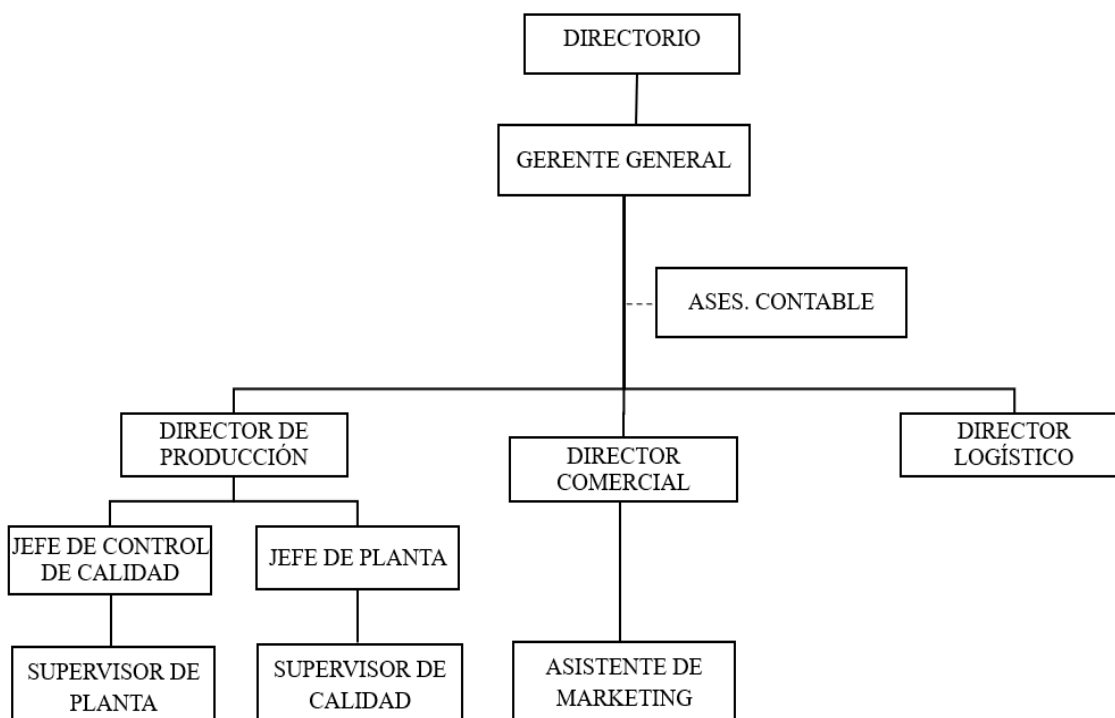 DIRECTORIO
GERENTE GENERAL
ASES. CONTABLE
DIRECTOR DE
PRODUCCIÓN
DIRECTOR
COMERCIAL
DIRECTOR
LOGÍSTICO
JEFE DE CONTROL
DE CALIDAD
JEFE DE PLANTA
SUPERVISOR DE
PLANTA
SUPERVISOR DE
CALIDAD
ASISTENTE DE
MARKETING